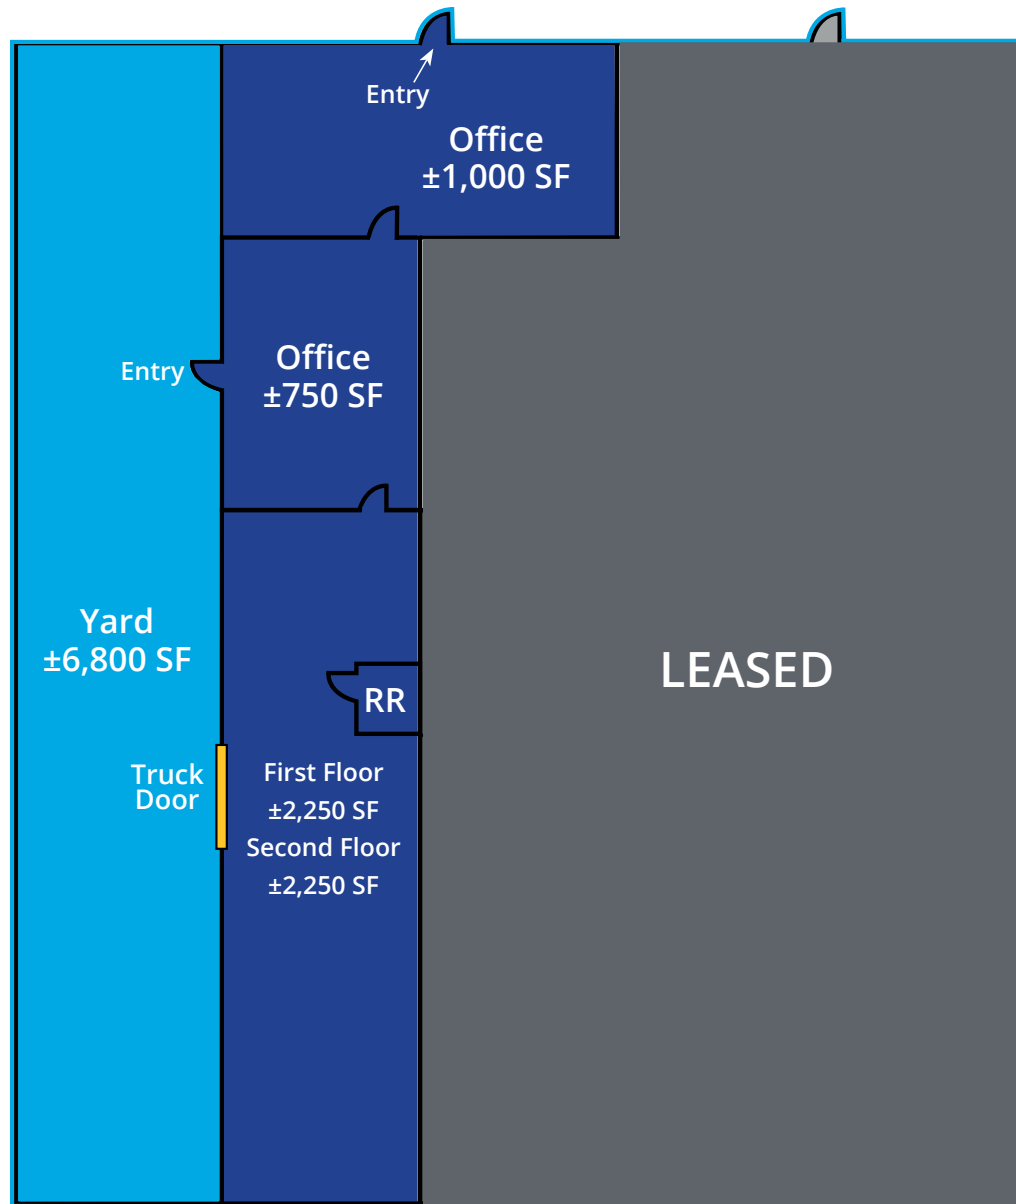 Entry
Office
±1,000 SF
Office
±750 SF
Entry
Yard
±6,800 SF
LEASED
RR
Truck
Door
First Floor
±2,250 SF
Second Floor
±2,250 SF